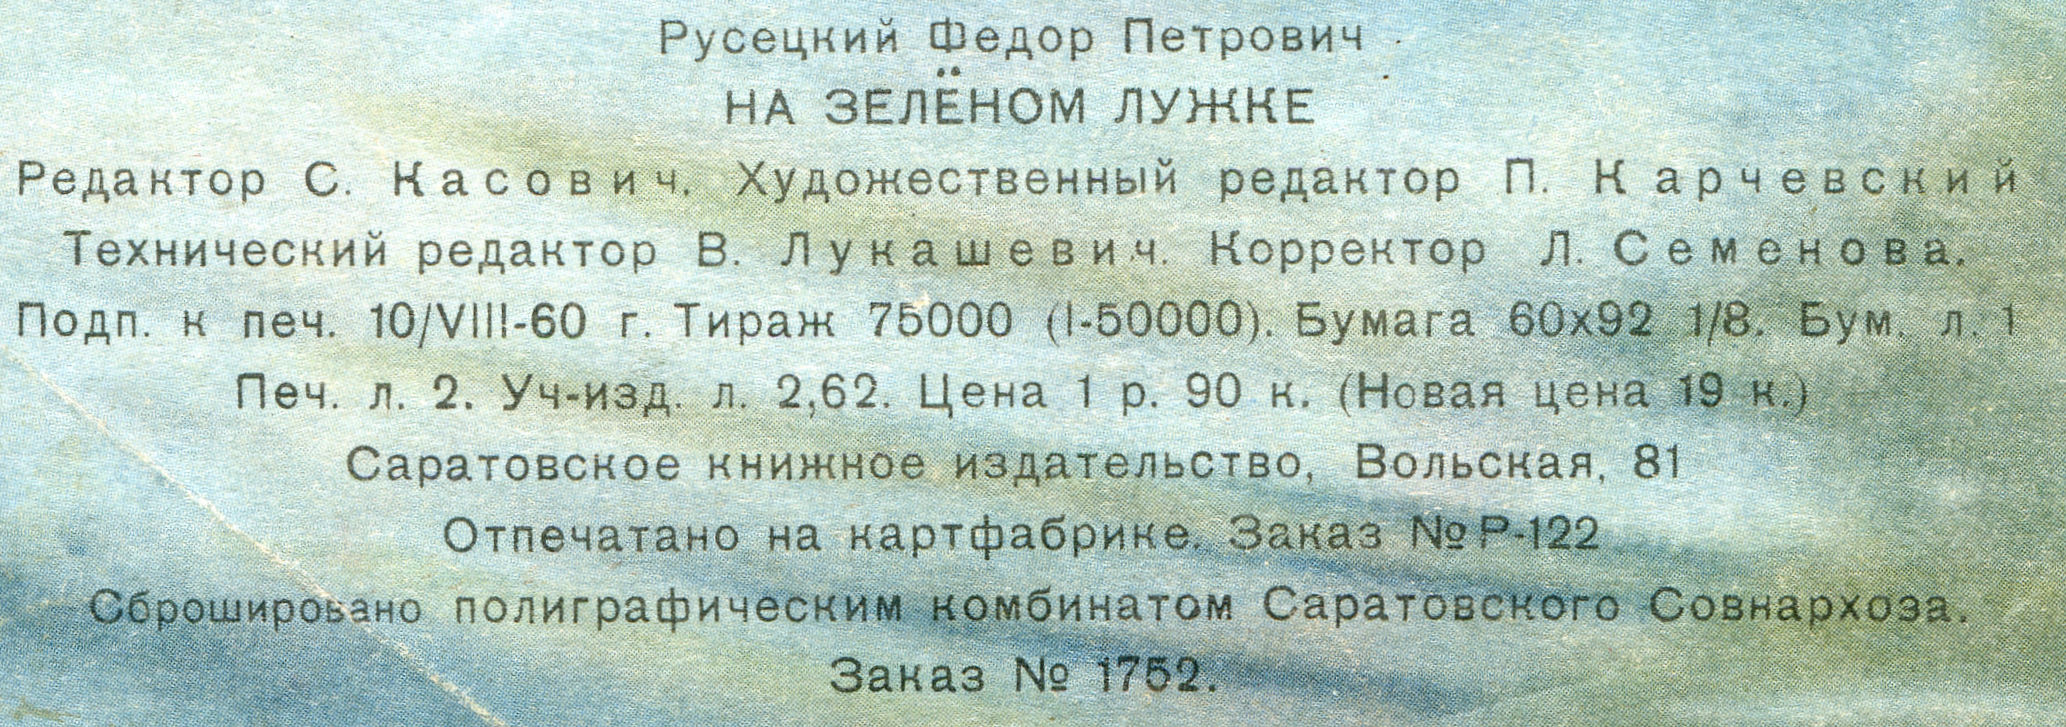 Русецкий Федор Петрович
НА ЗЕЛЁНОМ ЛУЖКЕ
Редактор С. Касович. Художественный редактор П. Карчевский
Технический редактор В. Лукашевич. Корректор Л. Семенова.
Подп. к печ. 10/VIII-60 г. Тираж 75000 (I-50000). Бумага 60х92 1/8. Бум. л. 1
Печ. л. 2. Уч-изд. л. 2,62. Цена 1 р. 90 к. (Новая цена 19 к.)
Саратовское книжное издательство, Вольская, 81
Отпечатано на картфабрике. Заказ № Р-122
Сброшировано полиграфическим комбинатом Саратовского Совнархоза.
Заказ № 1752.